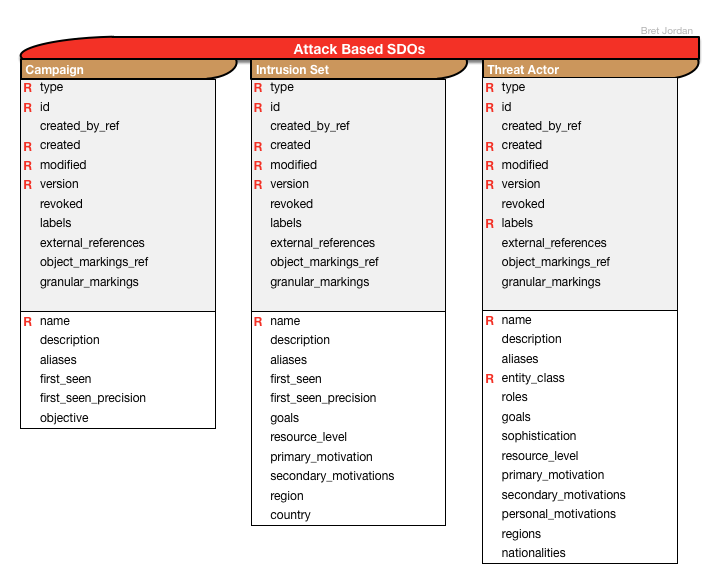 Bret Jordan
Attack Based SDOs
Campaign
R type
R id
created_by_ref
R created
R modified
R version
revoked
labels
external_references
object_markings_ref
granular_markings
R name
description
aliases
first_seen
first_seen_precision
objective
Intrusion Set
R type
R id
created_by_ref
R created
R modified
R version
revoked
labels
external_references
object_markings_ref
granular_markings
R name
description
aliases
first_seen
first_seen_precision
goals
resource_level
primary_motivation
secondary_motivations
region
country
Threat Actor
R type
R id
created_by_ref
R created
R modified
R version
revoked
R labels
external_references
object_markings_ref
granular_markings
R name
description
aliases
R entity_class
roles
goals
sophistication
resource_level
primary_motivation
secondary_motivations
personal_motivations
regions
nationalities